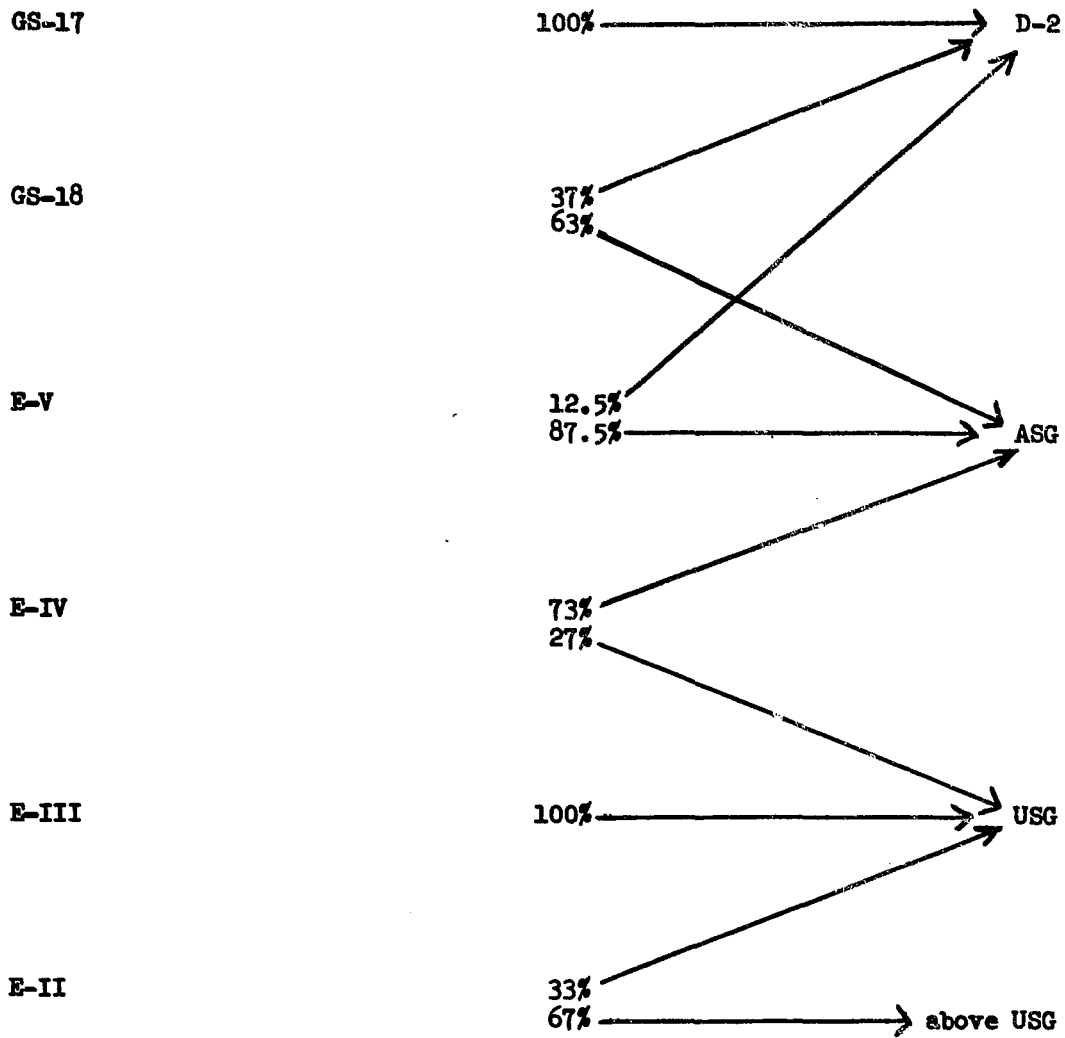 GS-17 100% D-2
GS-18 37%
63%
E-V 12.5%
87.5% ASG
E-IV 73%
27%
E-III 100% USG
E-II 33%
67% above USG